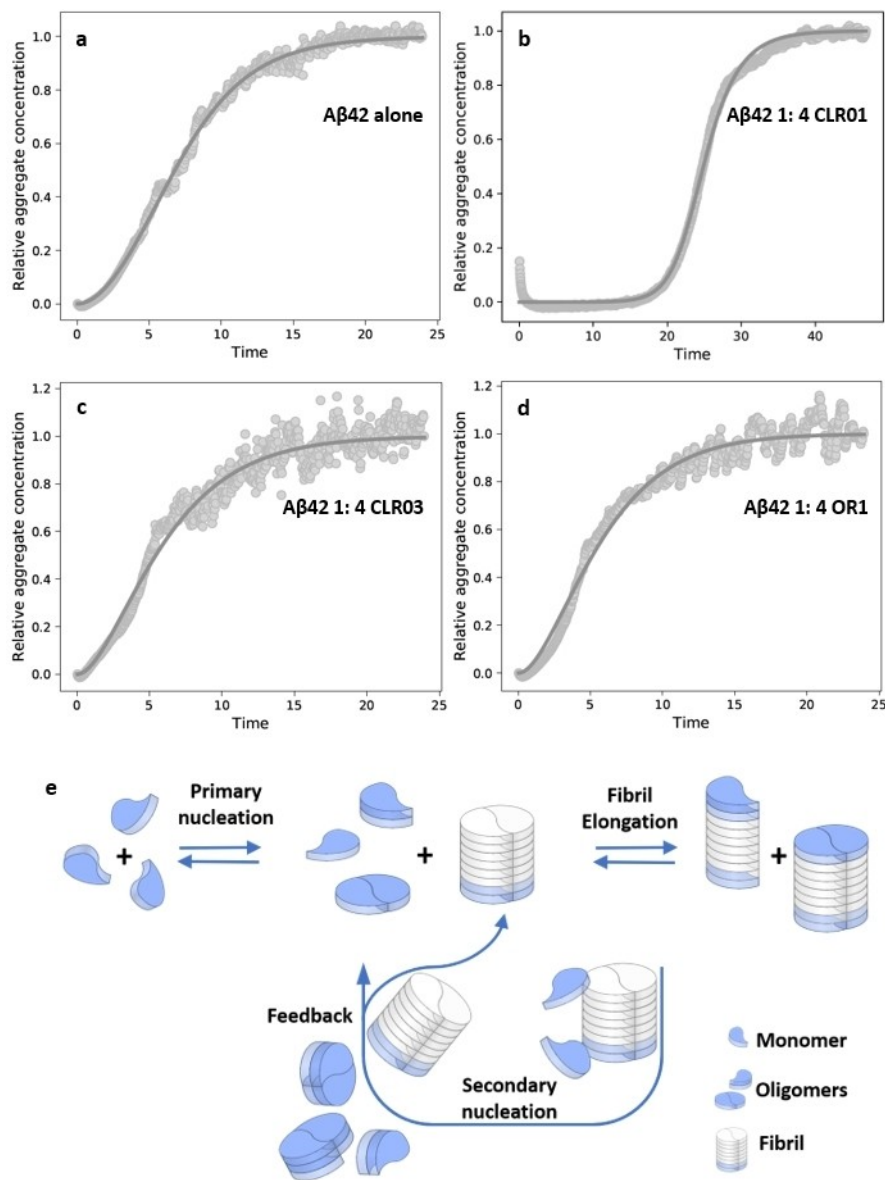 a
Aβ42 alone
Relative aggregate concentration
1.0
0.8
0.6
0.4
0.2
0.0
0 5 10 15 20 25
Time
b
Aβ42 1: 4 CLR01
Relative aggregate concentration
1.0
0.8
0.6
0.4
0.2
0.0
0 10 20 30 40
Time
c
Aβ42 1: 4 CLR03
Relative aggregate concentration
1.2
1.0
0.8
0.6
0.4
0.2
0.0
0 5 10 15 20 25
Time
d
Aβ42 1: 4 OR1
Relative aggregate concentration
1.2
1.0
0.8
0.6
0.4
0.2
0.0
0 5 10 15 20 25
Time
e
Primary
nucleation
+
+
Fibril
Elongation
+
Feedback
Secondary
nucleation
Monomer
Oligomers
Fibril